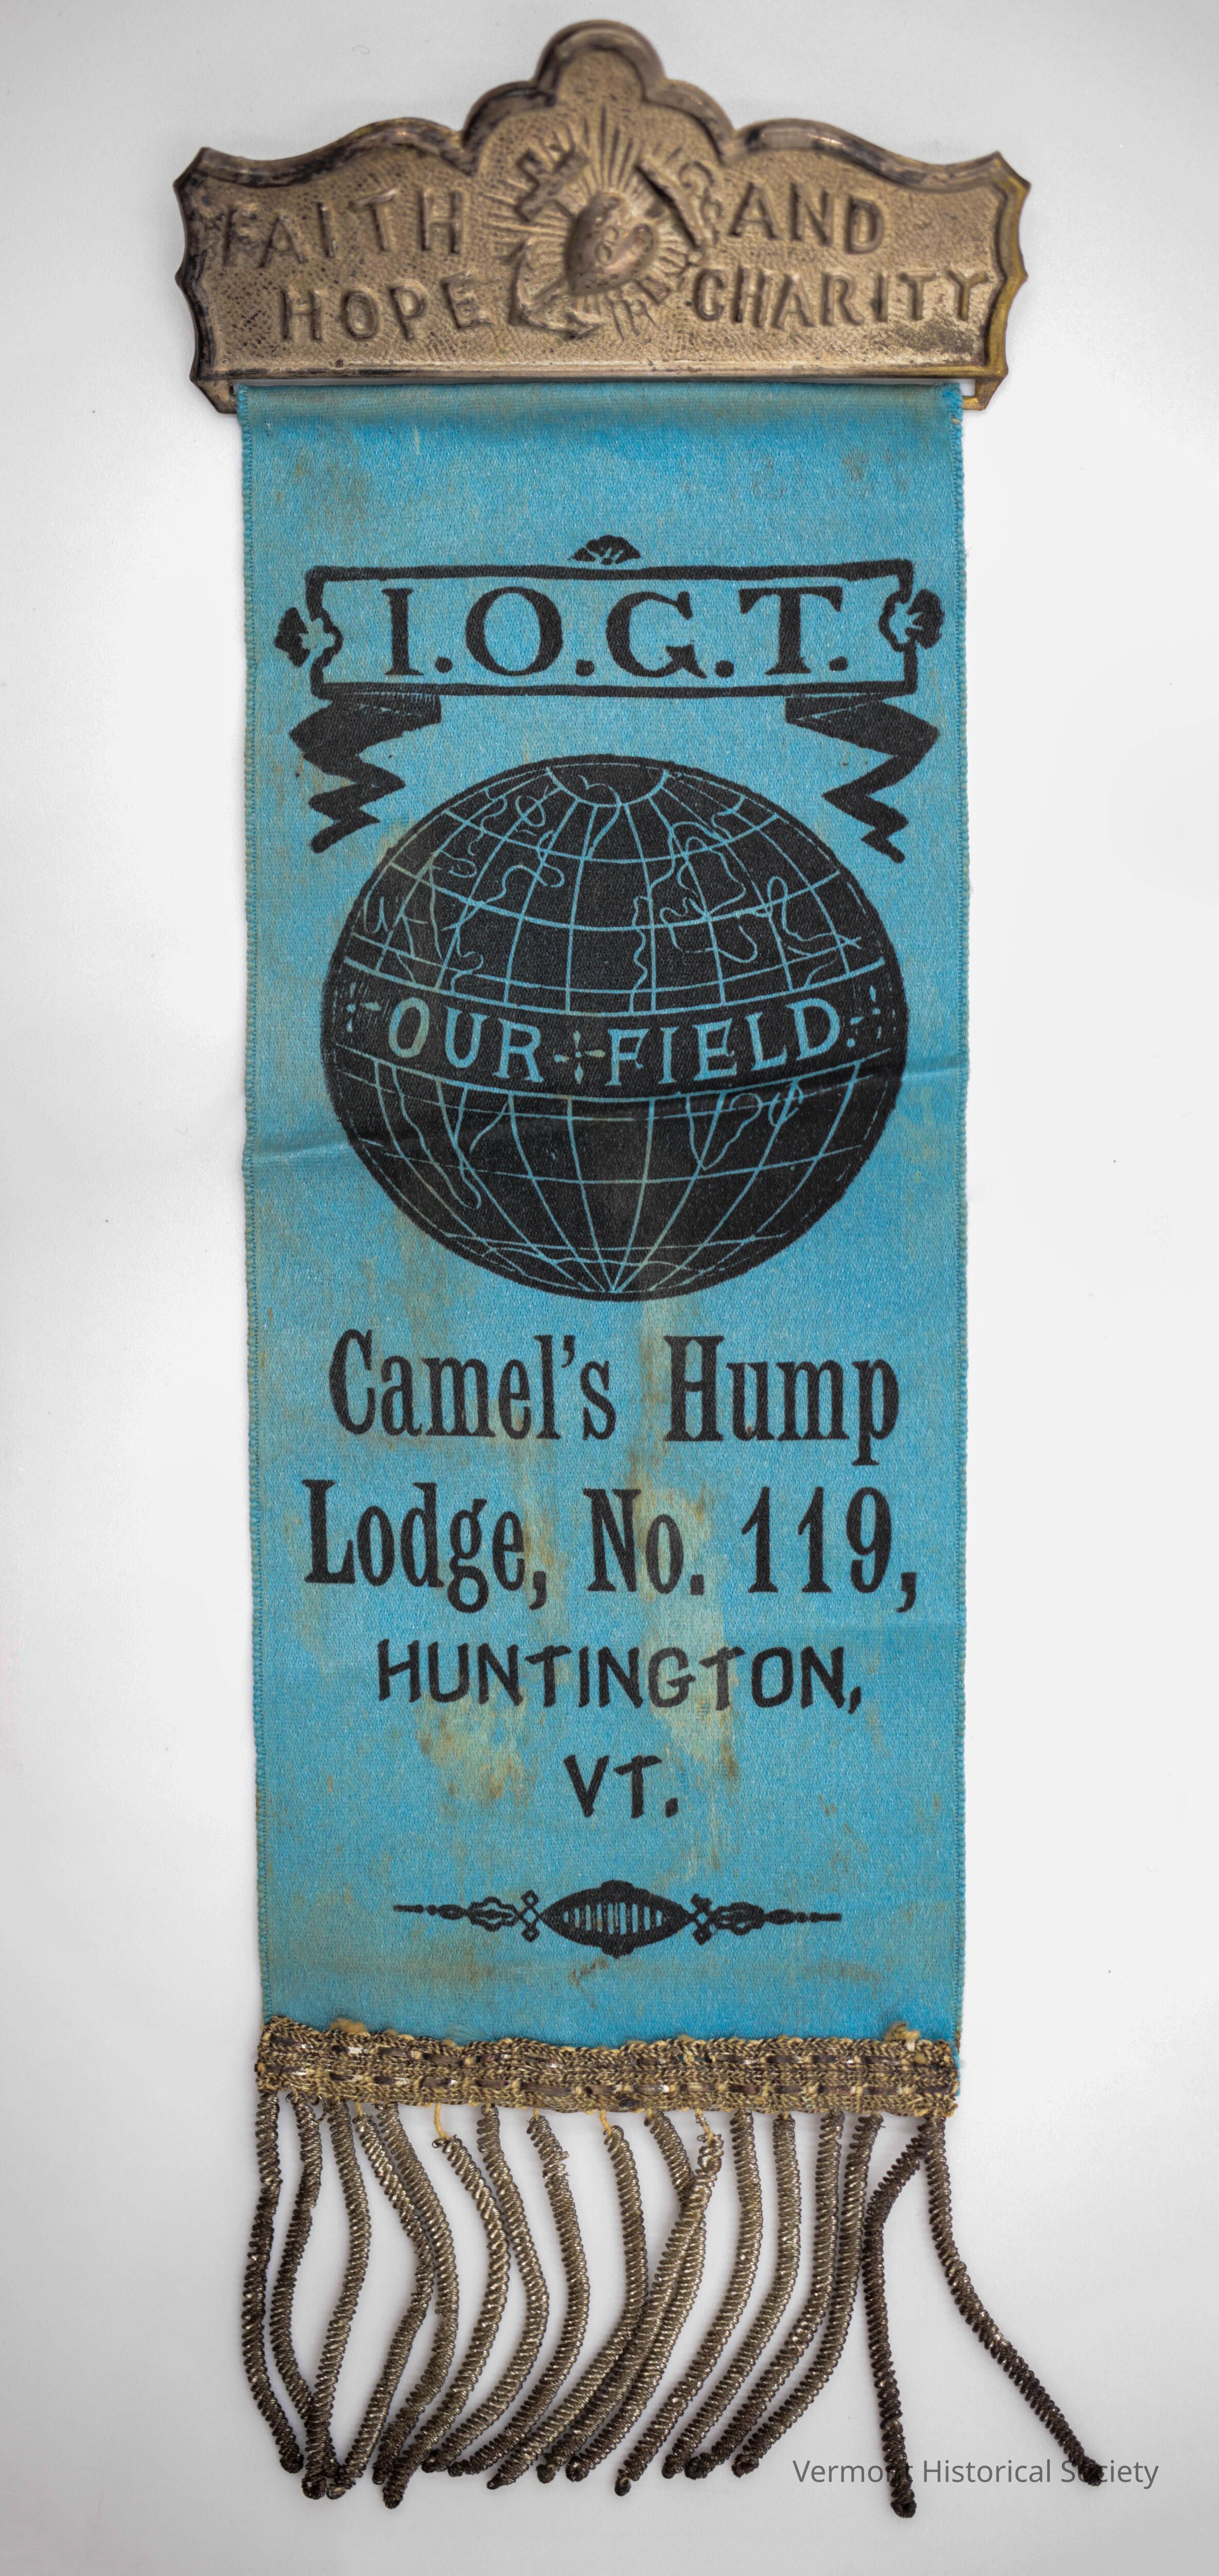 FAITH AND
HOPE CHARITY
I.O.G.T.
OUR FIELD.
Camel's Hump
Lodge, No. 119,
HUNTINGTON,
VT.
Vermont Historical Society